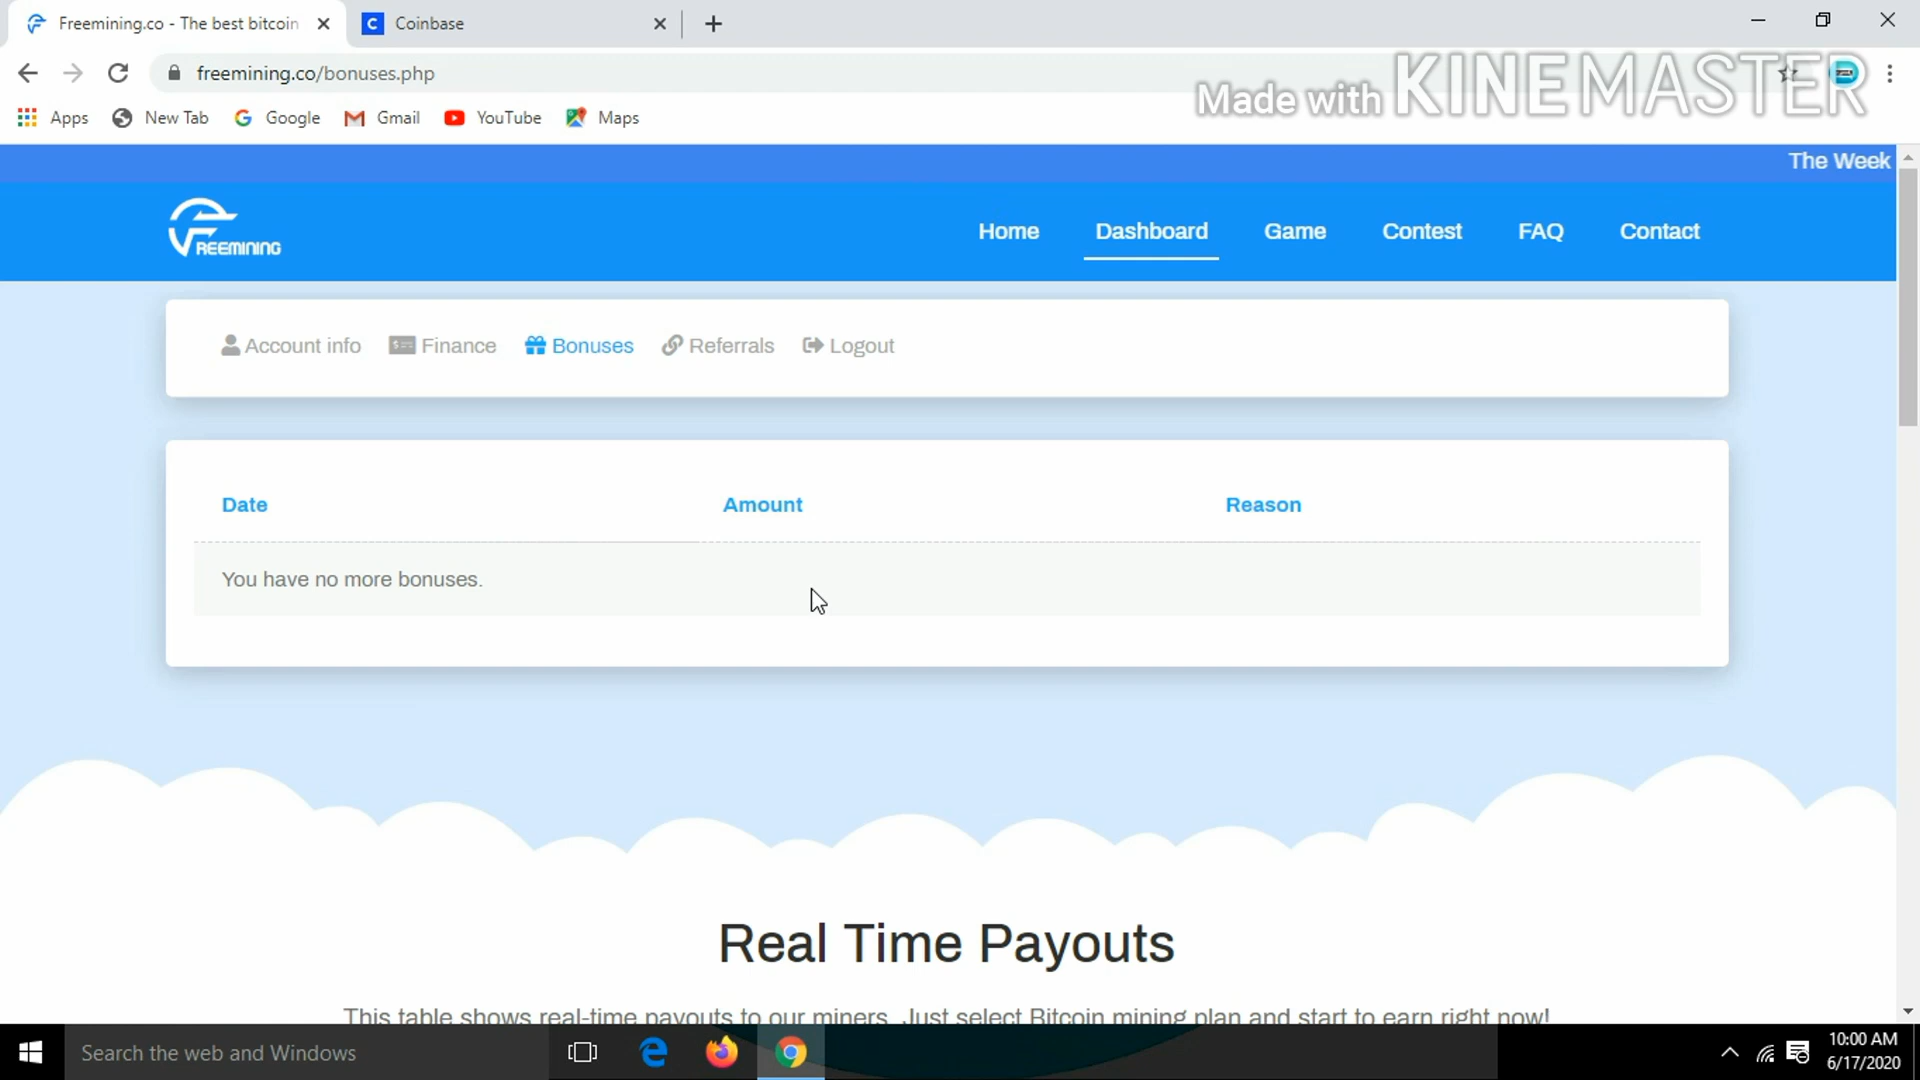 Freemining.co - The best bitcoin
Coinbase
freemining.co/bonuses.php
Made with KINEMASTER
Apps New Tab Google Gmail YouTube Maps
The Week
FREEMINING
Home Dashboard Game Contest FAQ Contact
Account info Finance Bonuses Referrals Logout
Date Amount Reason
You have no more bonuses.
Real Time Payouts
This table shows real-time payouts to our miners. Just select Bitcoin mining plan and start to earn right now!
Search the web and Windows
10:00 AM
6/17/2020